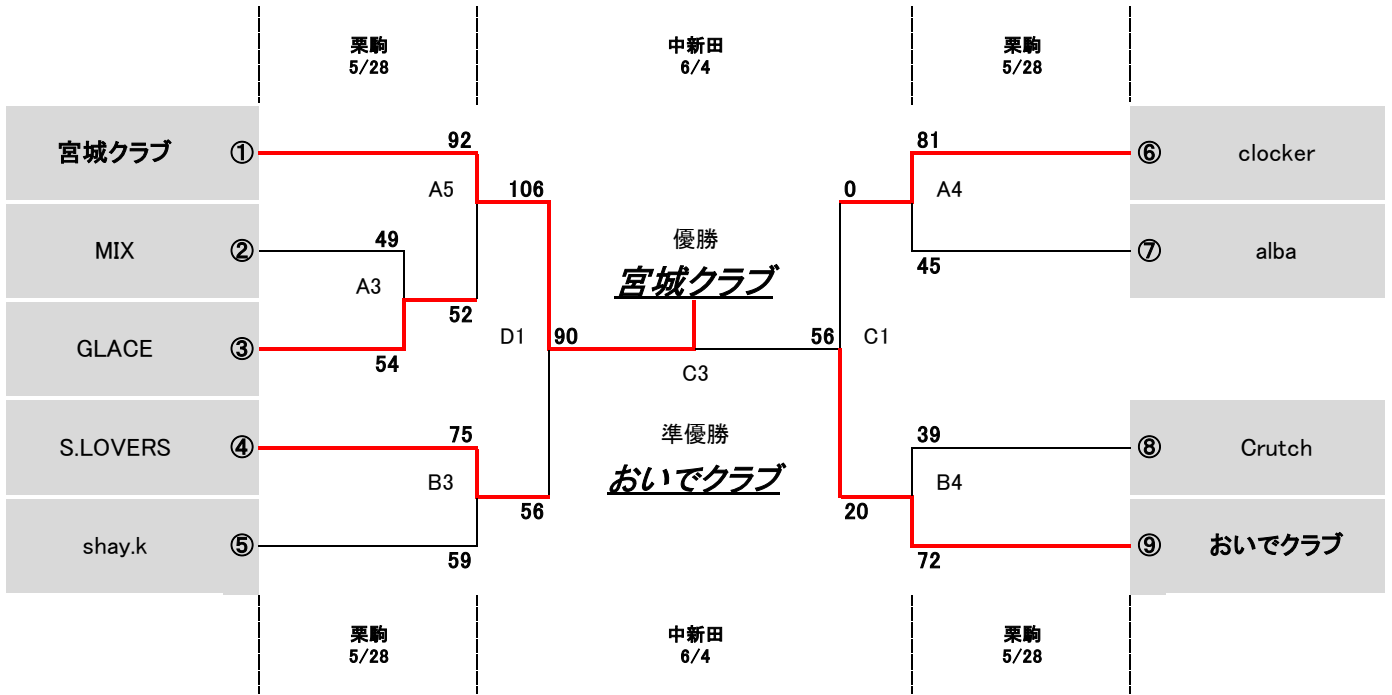 栗駒
5/28
中新田
6/4
栗駒
5/28
宮城クラブ ①
92
81
⑥ clocker
A5
106
0
A4
MIX ②
49
優勝
45
⑦ alba
A3
宮城クラブ
52
GLACE ③
54
D1
90
56
C1
C3
S.LOVERS ④
75
準優勝
39
⑧ Crutch
B3
おいでクラブ
B4
56
20
shay.k ⑤
59
72
⑨ おいでクラブ
栗駒
5/28
中新田
6/4
栗駒
5/28